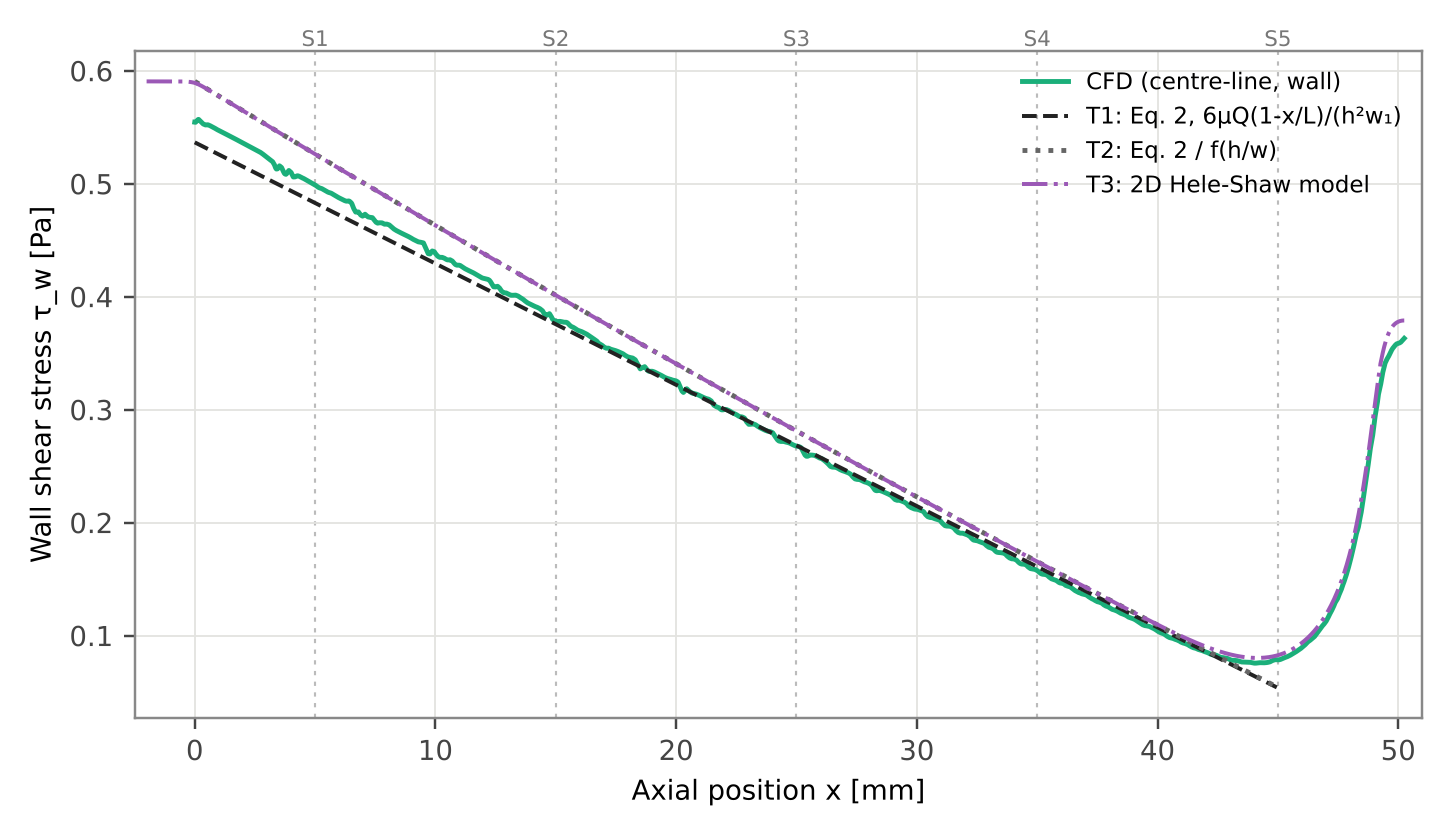 S1 S2 S3 S4 S5
CFD (centre-line, wall)
T1: Eq. 2, 6μQ(1-x/L)/(h²w₁)
T2: Eq. 2 / f(h/w)
T3: 2D Hele-Shaw model
Wall shear stress τ_w [Pa]
0.6
0.5
0.4
0.3
0.2
0.1
0 10 20 30 40 50
Axial position x [mm]